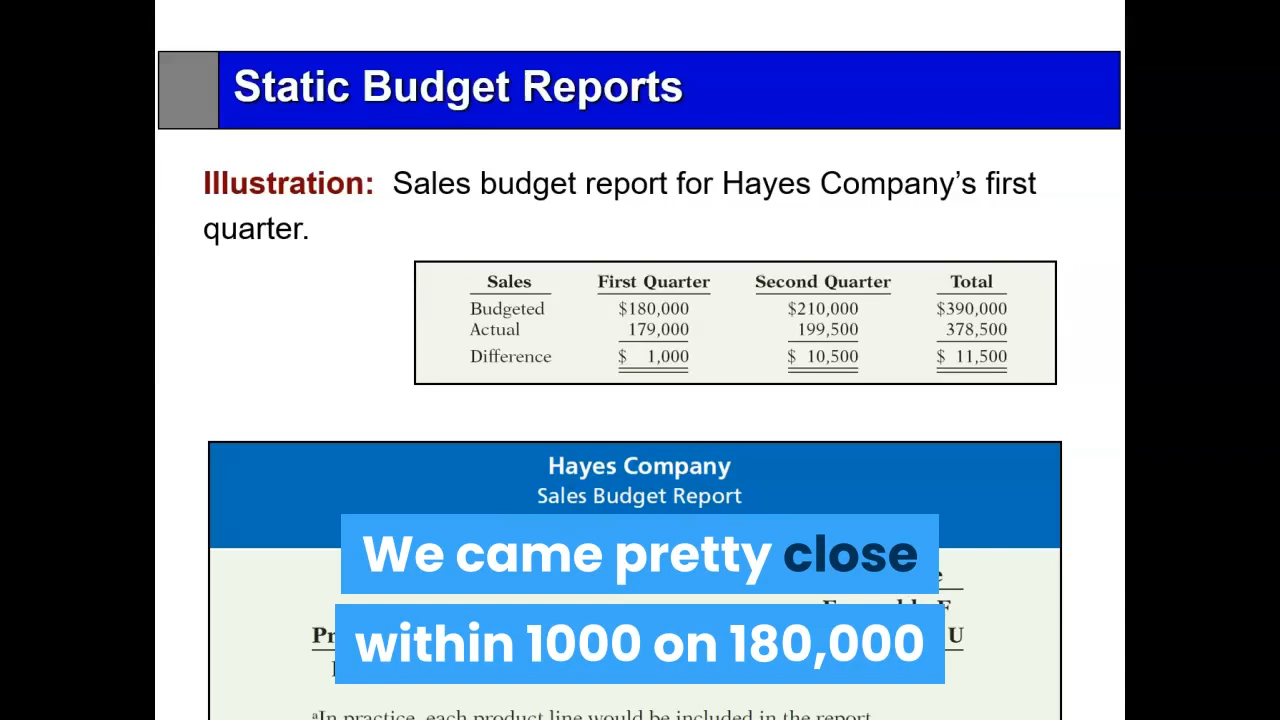 Static Budget Reports
Illustration: Sales budget report for Hayes Company's first
quarter.
Sales First Quarter Second Quarter Total
Budgeted $180,000 $210,000 $390,000
Actual 179,000 199,500 378,500
Difference $ 1,000 $ 10,500 $ 11,500
Hayes Company
Sales Budget Report
We came pretty close
within 1000 on 180,000
U
ᵃIn practice, each product line would be included in the report.